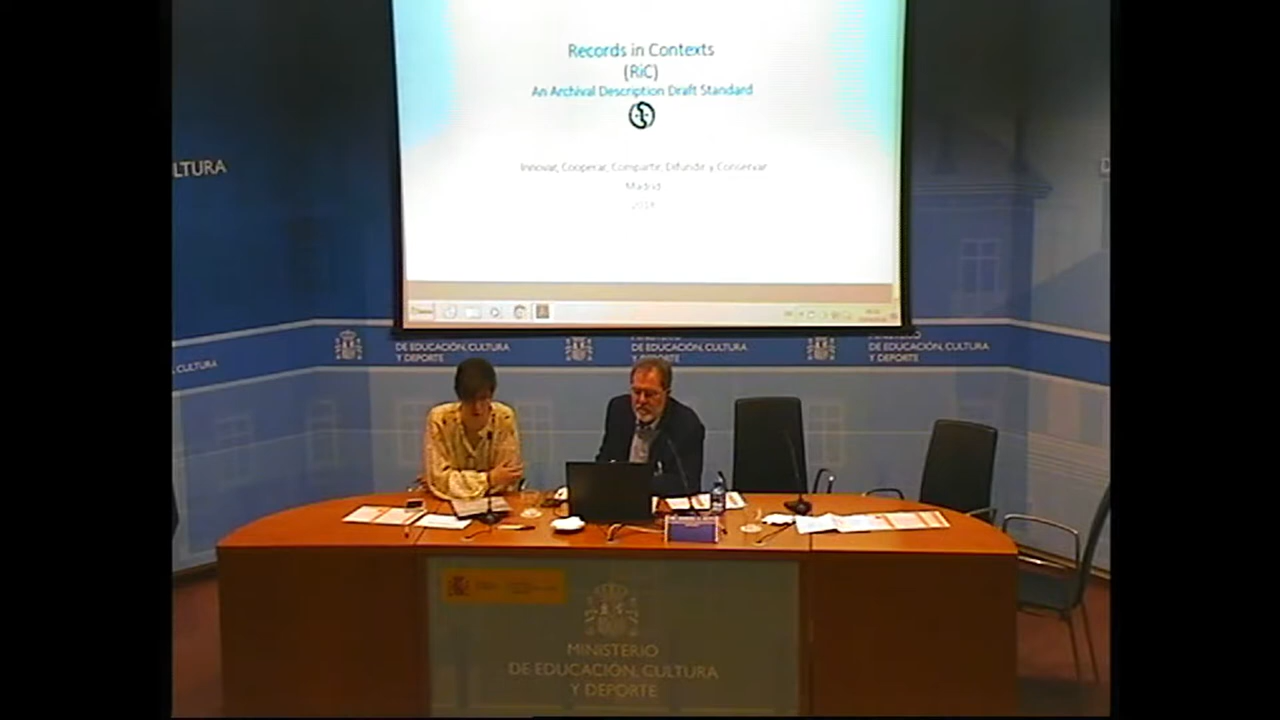 Records in Contexts
(RiC)
An Archival Description Draft Standard
Innovar, Cooperar, Compartir, Difundir y Conservar
Madrid
LTURA
CULTURA
DE EDUCACIÓN, CULTURA
Y DEPORTE
DE EDUCACIÓN, CULTURA
Y DEPORTE
DE EDUCACIÓN, CULTURA
Y DEPORTE
MINISTERIO
DE EDUCACIÓN, CULTURA
Y DEPORTE